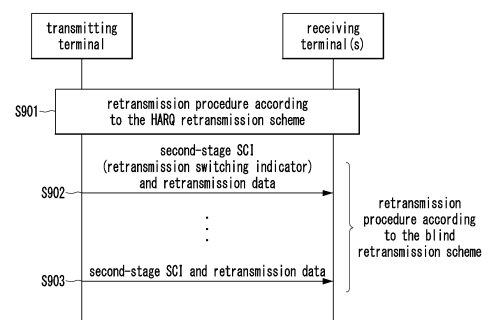 transmitting
terminal
receiving
terminal(s)
S901
retransmission procedure according
to the HARQ retransmission scheme
second-stage SCI
(retransmission switching indicator)
and retransmission data
S902
retransmission
procedure according
to the blind
retransmission scheme
second-stage SCI and retransmission data
S903